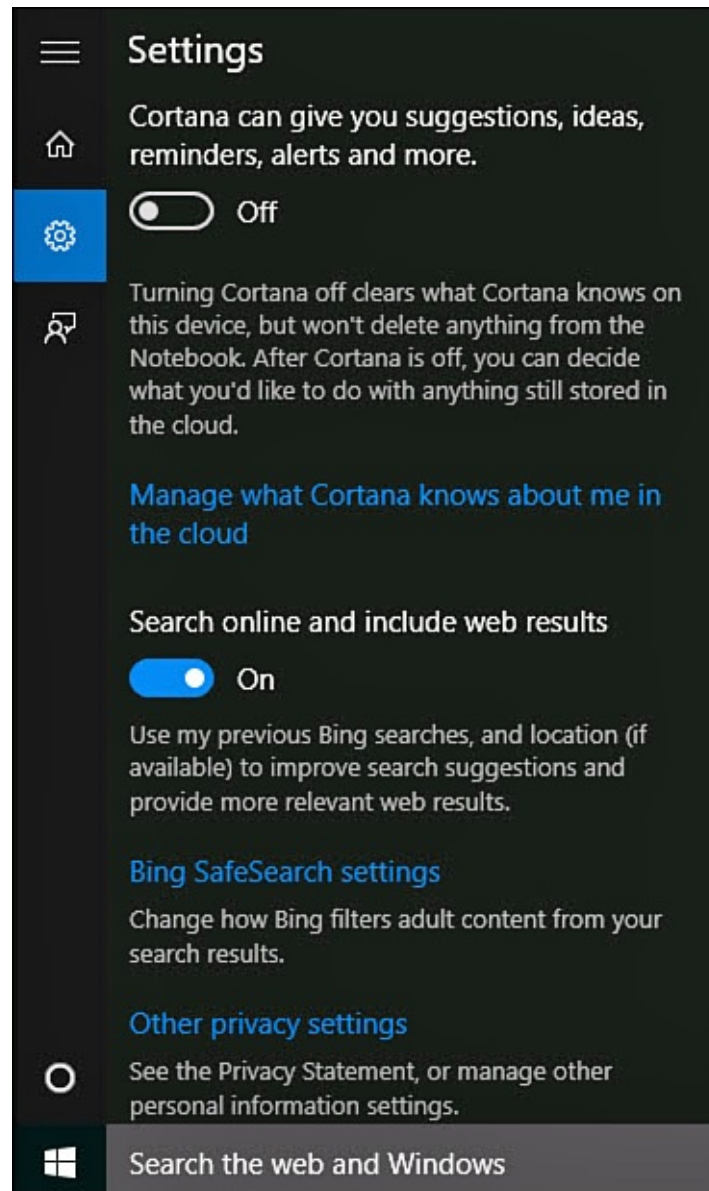 Settings
Cortana can give you suggestions, ideas,
reminders, alerts and more.
Off
Turning Cortana off clears what Cortana knows on
this device, but won't delete anything from the
Notebook. After Cortana is off, you can decide
what you'd like to do with anything still stored in
the cloud.
Manage what Cortana knows about me in
the cloud
Search online and include web results
On
Use my previous Bing searches, and location (if
available) to improve search suggestions and
provide more relevant web results.
Bing SafeSearch settings
Change how Bing filters adult content from your
search results.
Other privacy settings
See the Privacy Statement, or manage other
personal information settings.
Search the web and Windows